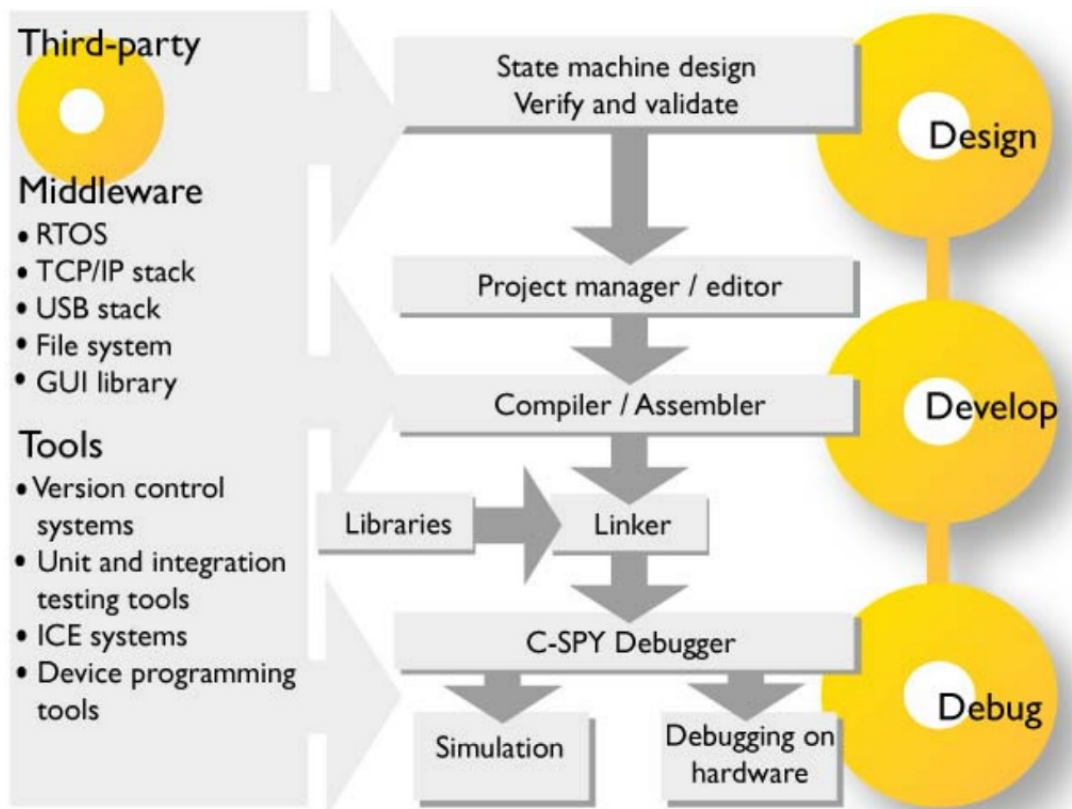 Third-party
Middleware
• RTOS
• TCP/IP stack
• USB stack
• File system
• GUI library
Tools
• Version control
systems
• Unit and integration
testing tools
• ICE systems
• Device programming
tools
State machine design
Verify and validate
Project manager / editor
Compiler / Assembler
Libraries
Linker
C-SPY Debugger
Simulation
Debugging on
hardware
Design
Develop
Debug